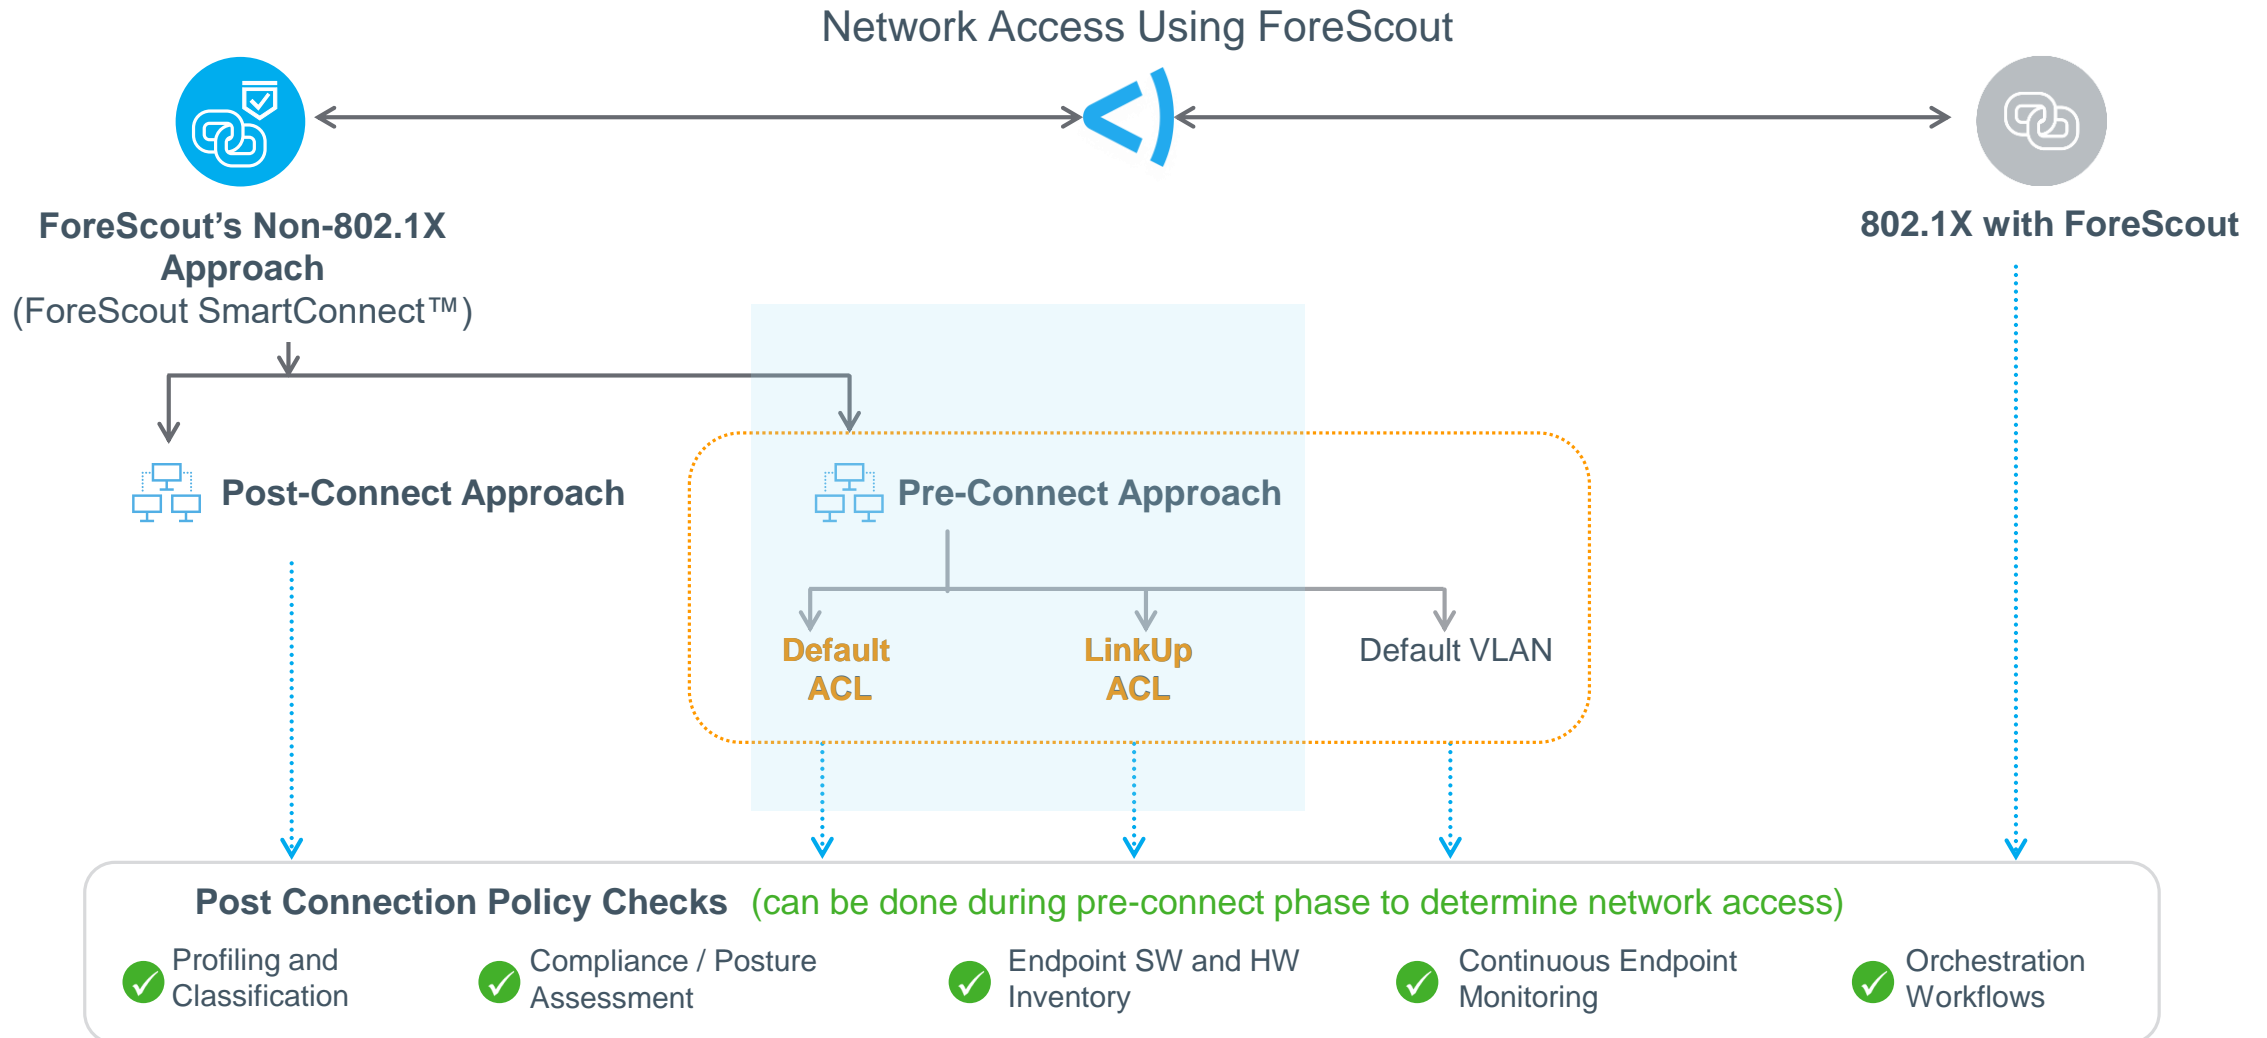 Network Access Using ForeScout
ForeScout's Non-802.1X
Approach
(ForeScout SmartConnect™)
802.1X with ForeScout
Post-Connect Approach
Pre-Connect Approach
Default
ACL
LinkUp
ACL
Default VLAN
Post Connection Policy Checks (can be done during pre-connect phase to determine network access)
Profiling and
Classification
Compliance / Posture
Assessment
Endpoint SW and HW
Inventory
Continuous Endpoint
Monitoring
Orchestration
Workflows